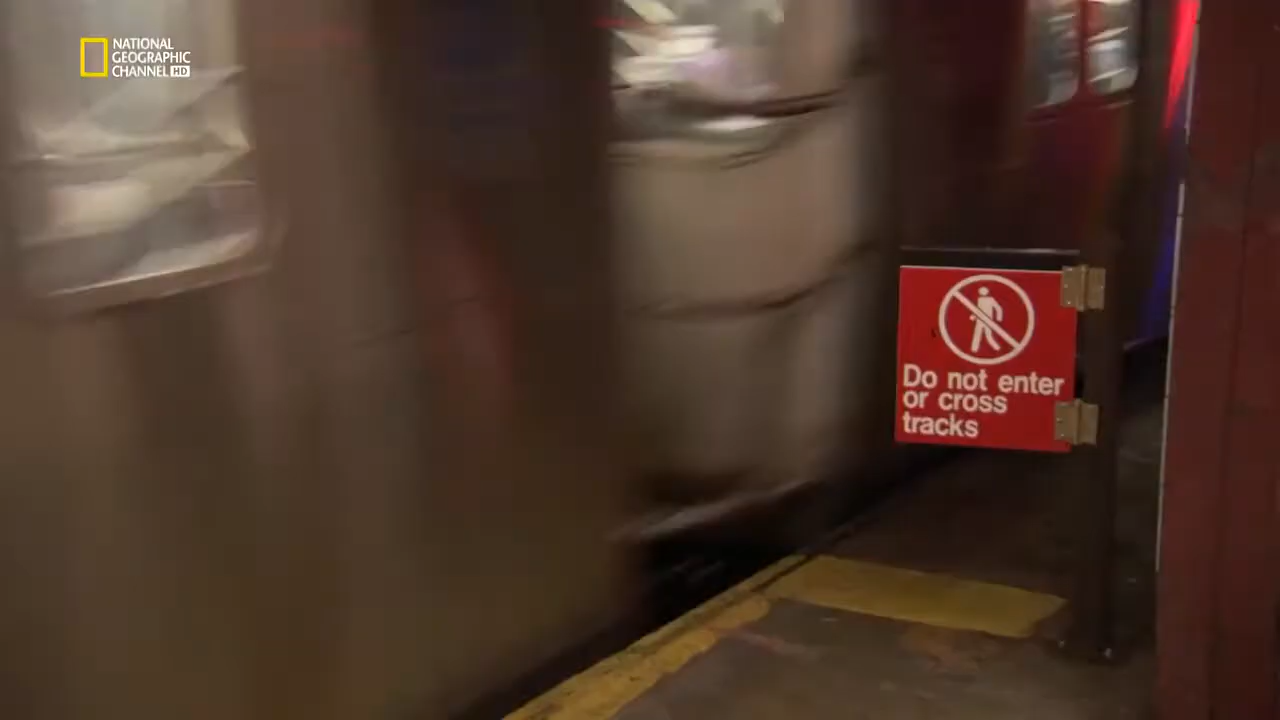 NATIONAL
GEOGRAPHIC
CHANNEL HD
Do not enter
or cross
tracks